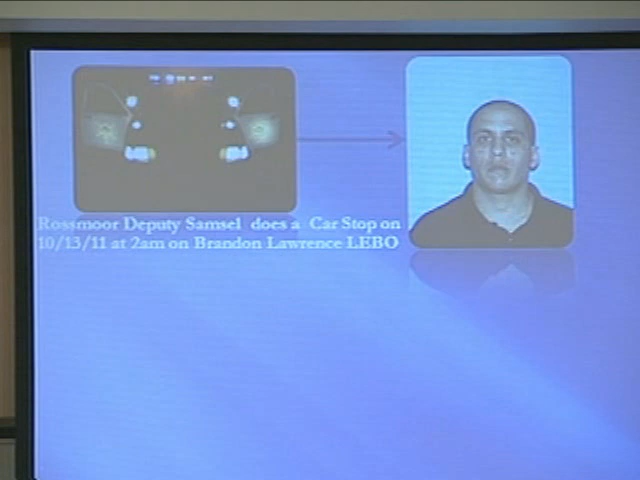 Rossmoor Deputy Samsel does a Car Stop on
10/13/11 at 2am on Brandon Lawrence LEBO